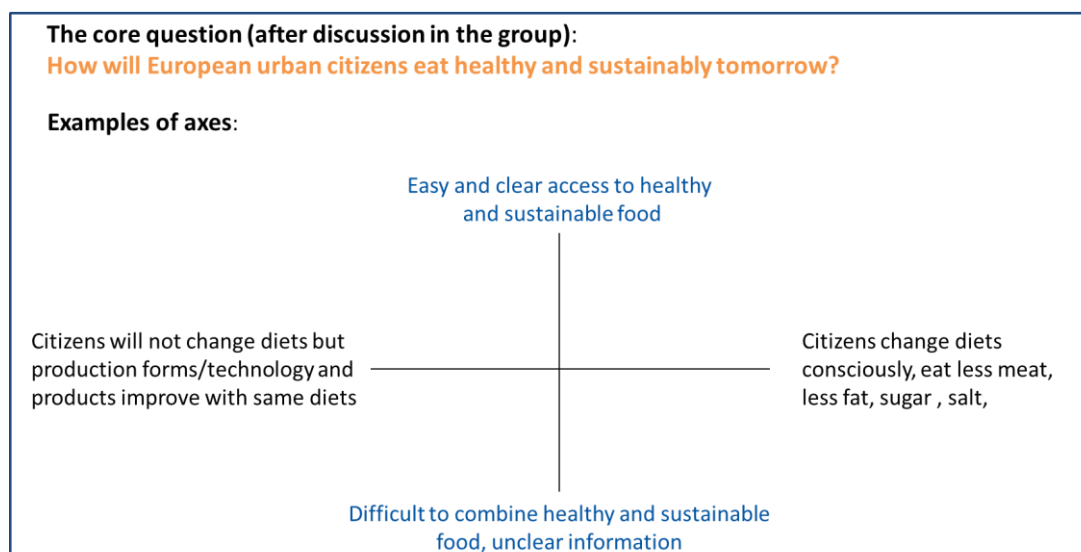 The core question (after discussion in the group):
How will European urban citizens eat healthy and sustainably tomorrow?
Examples of axes:
Easy and clear access to healthy
and sustainable food
Citizens will not change diets but
production forms/technology and
products improve with same diets
Citizens change diets
consciously, eat less meat,
less fat, sugar , salt,
Difficult to combine healthy and sustainable
food, unclear information